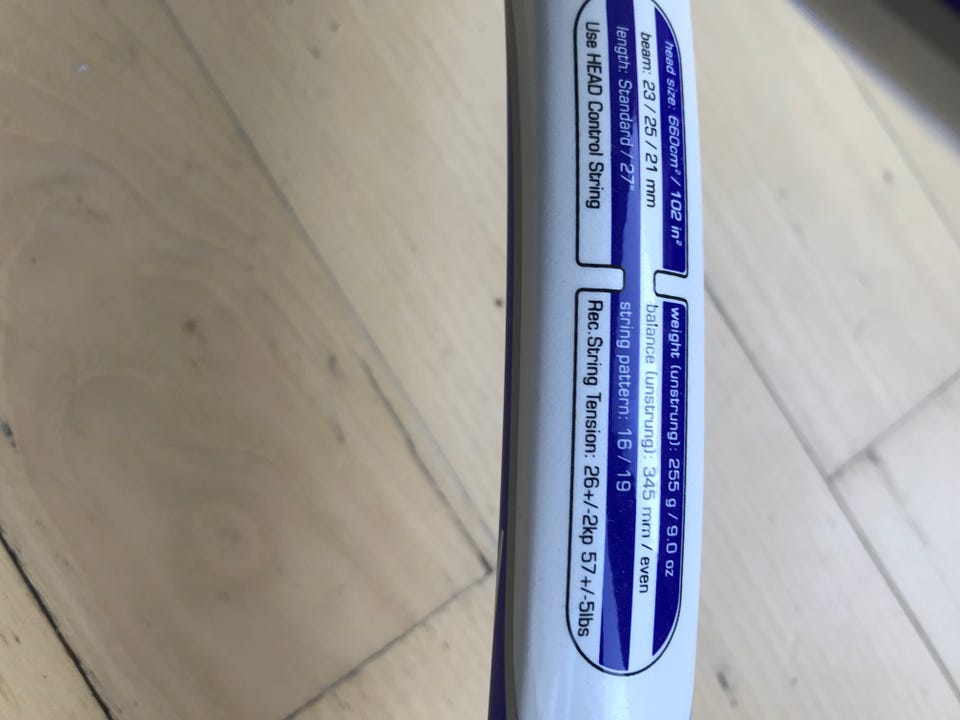 head size: 660cm² / 102 in²
beam: 23 / 25 / 21 mm
length: Standard / 27"
Use HEAD Control String
weight (unstrung): 255 g / 9.0 oz
balance (unstrung): 345 mm / even
string pattern: 16 / 19
Rec.String Tension: 26+/-2kp 57+/-5lbs